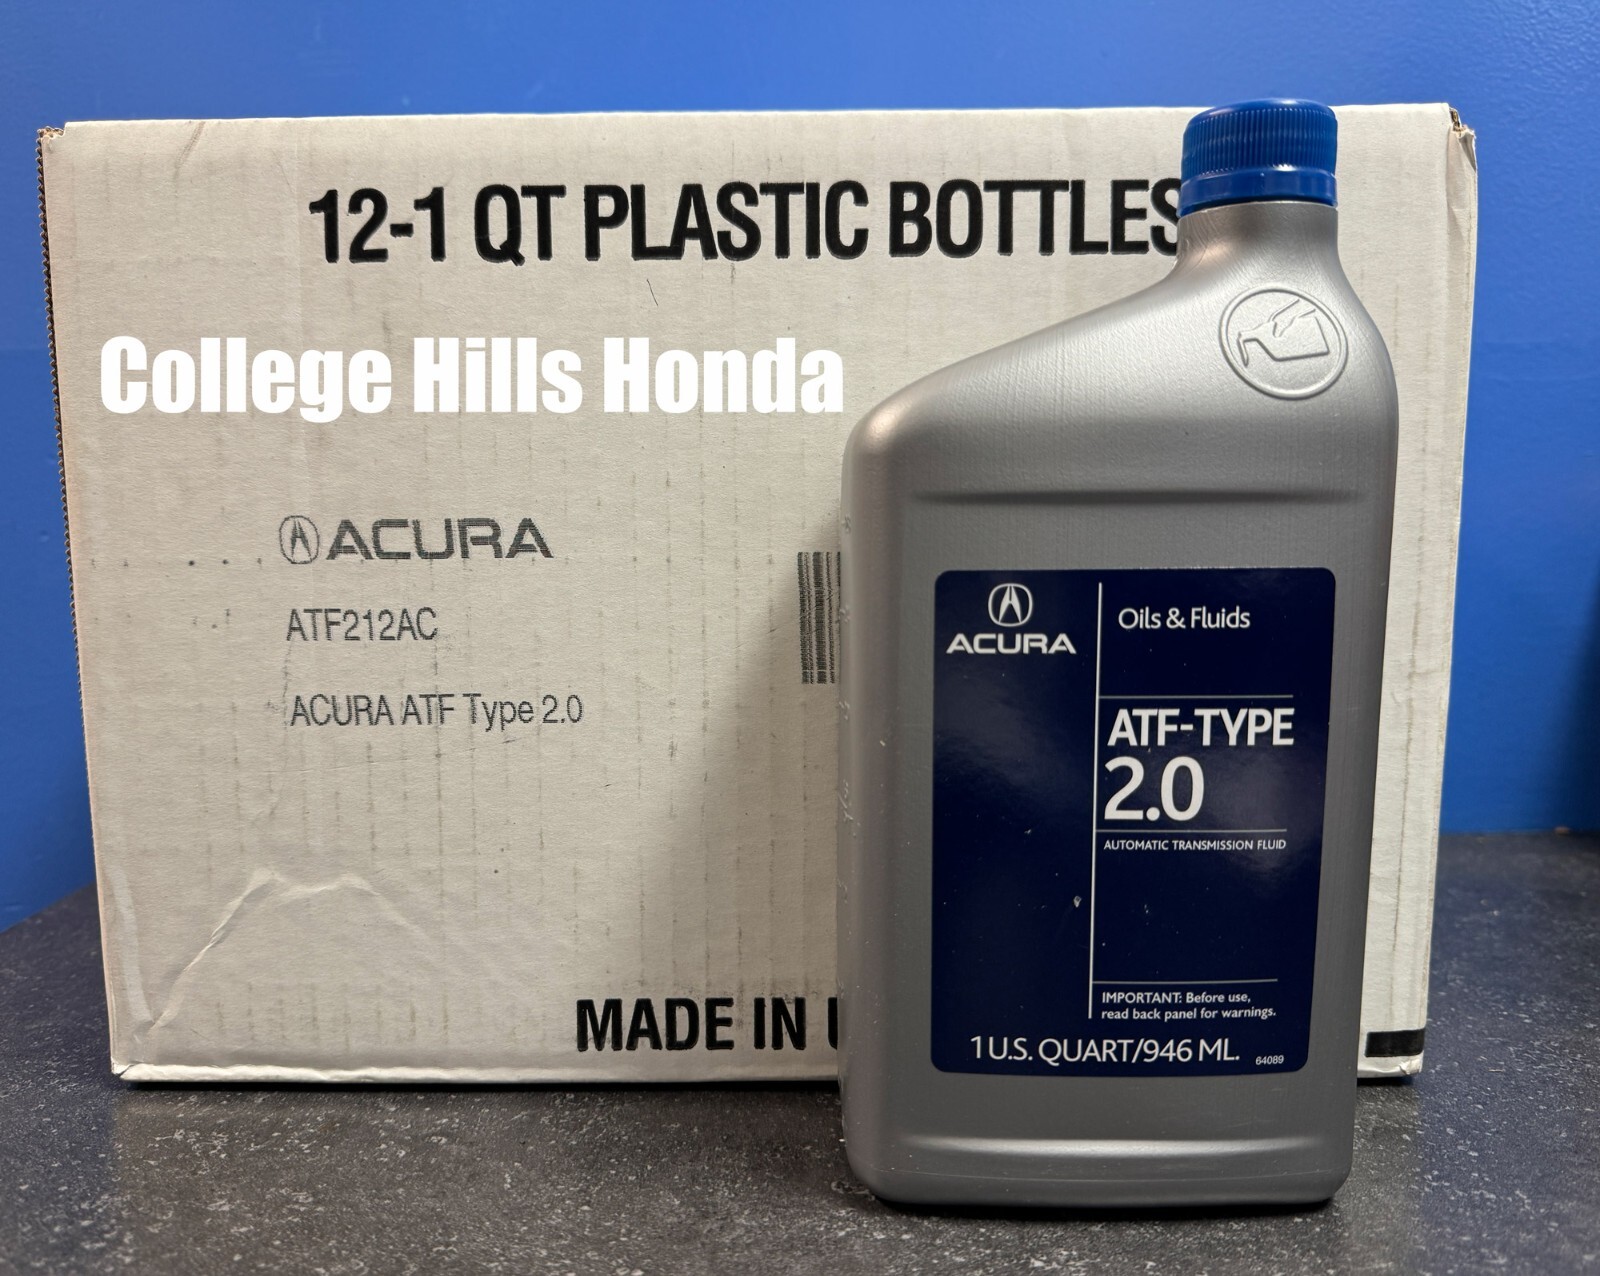 12-1 QT PLASTIC BOTTLES
College Hills Honda
ACURA
ATF212AC
ACURA ATF Type 2.0
MADE IN
ACURA
Oils & Fluids
ATF-TYPE
2.0
AUTOMATIC TRANSMISSION FLUID
IMPORTANT: Before use,
read back panel for warnings.
1 U.S. QUART/946 ML.
64089